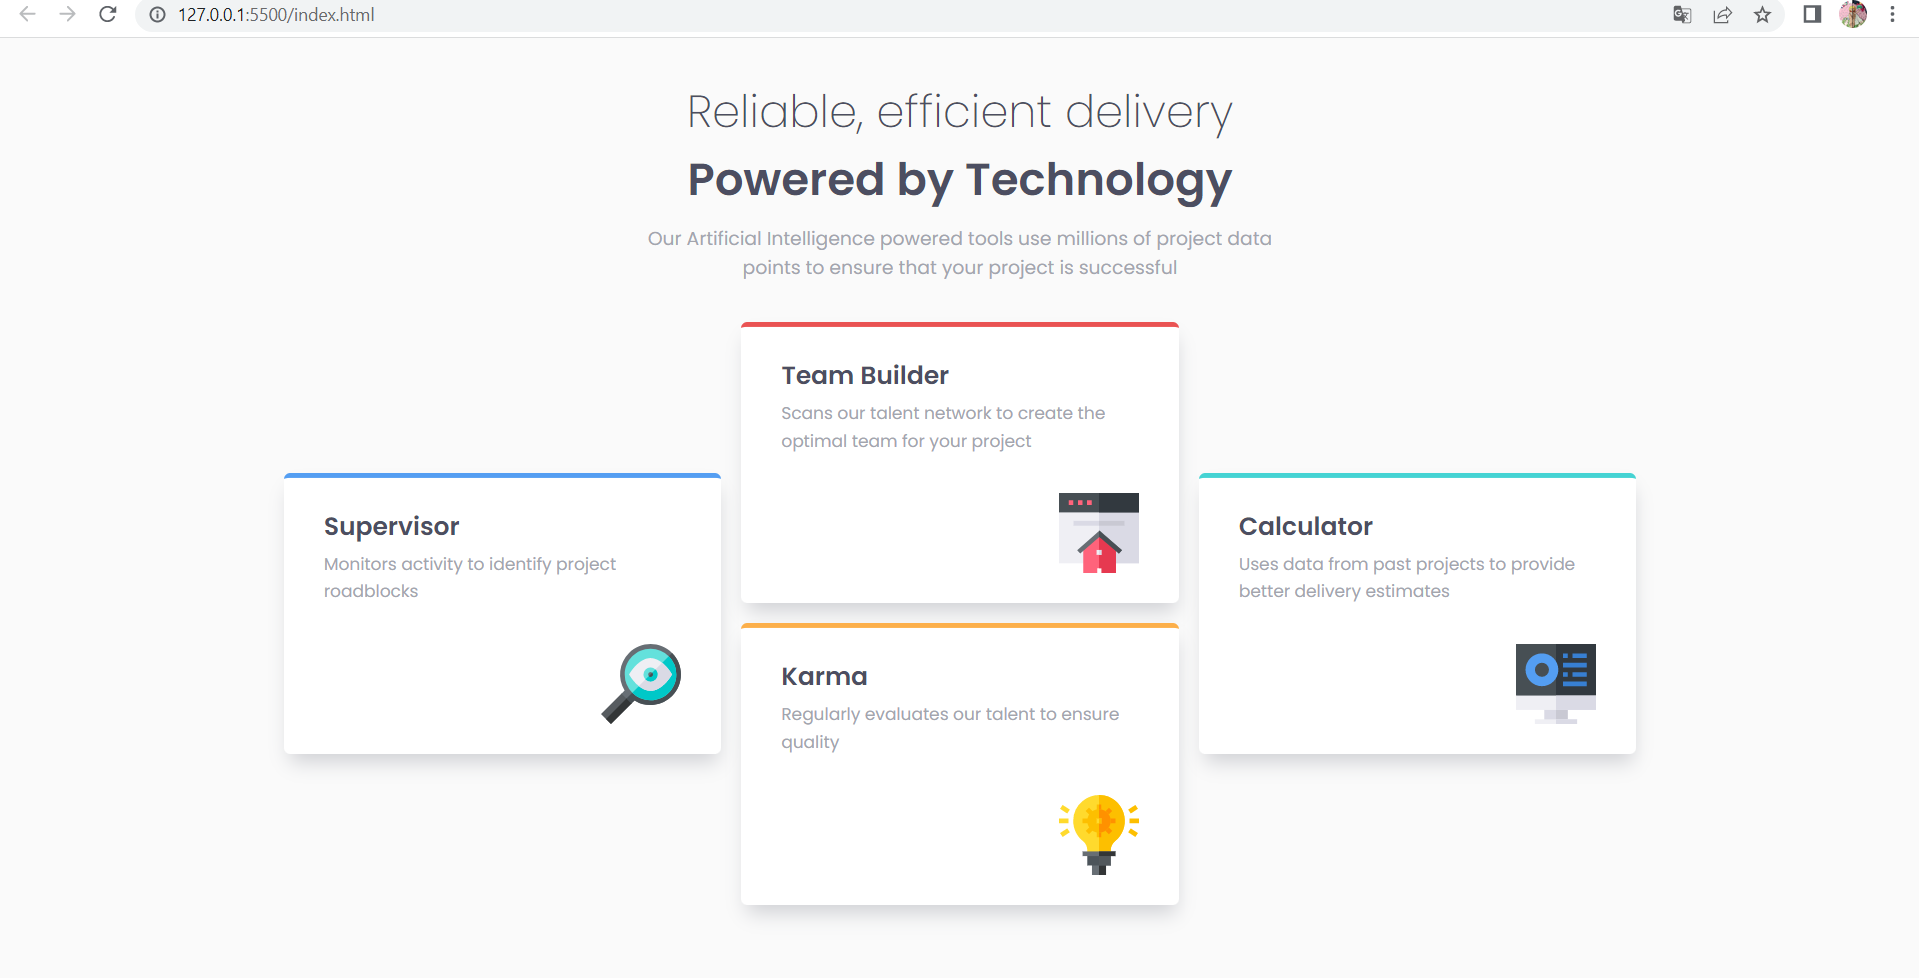 127.0.0.1:5500/index.html
Reliable, efficient delivery
Powered by Technology
Our Artificial Intelligence powered tools use millions of project data
points to ensure that your project is successful
Team Builder
Scans our talent network to create the
optimal team for your project
Supervisor
Monitors activity to identify project
roadblocks
Calculator
Uses data from past projects to provide
better delivery estimates
Karma
Regularly evaluates our talent to ensure
quality